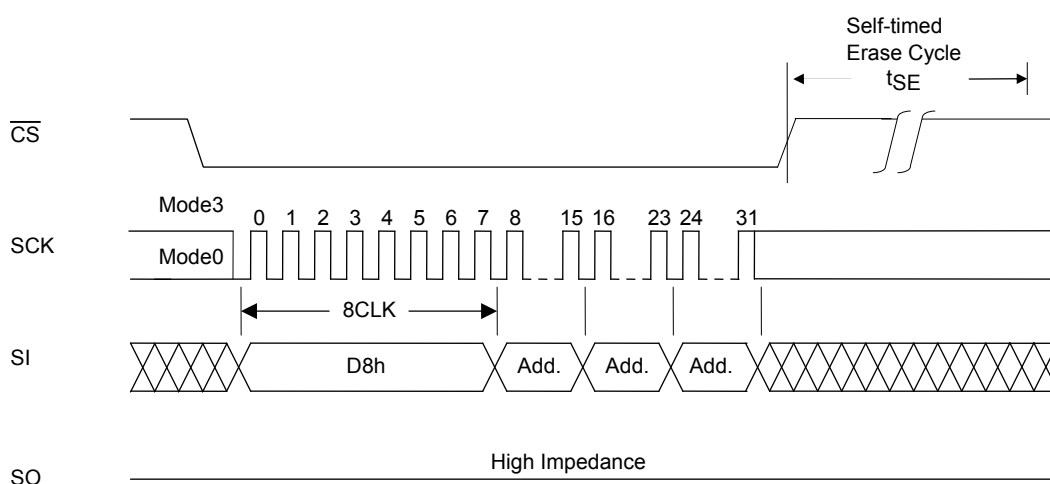 Self-timed
Erase Cycle
tSE
CS
Mode3
0 1 2 3 4 5 6 7 8 15 16 23 24 31
SCK
Mode0
8CLK
SI
D8h Add. Add. Add.
High Impedance
SO